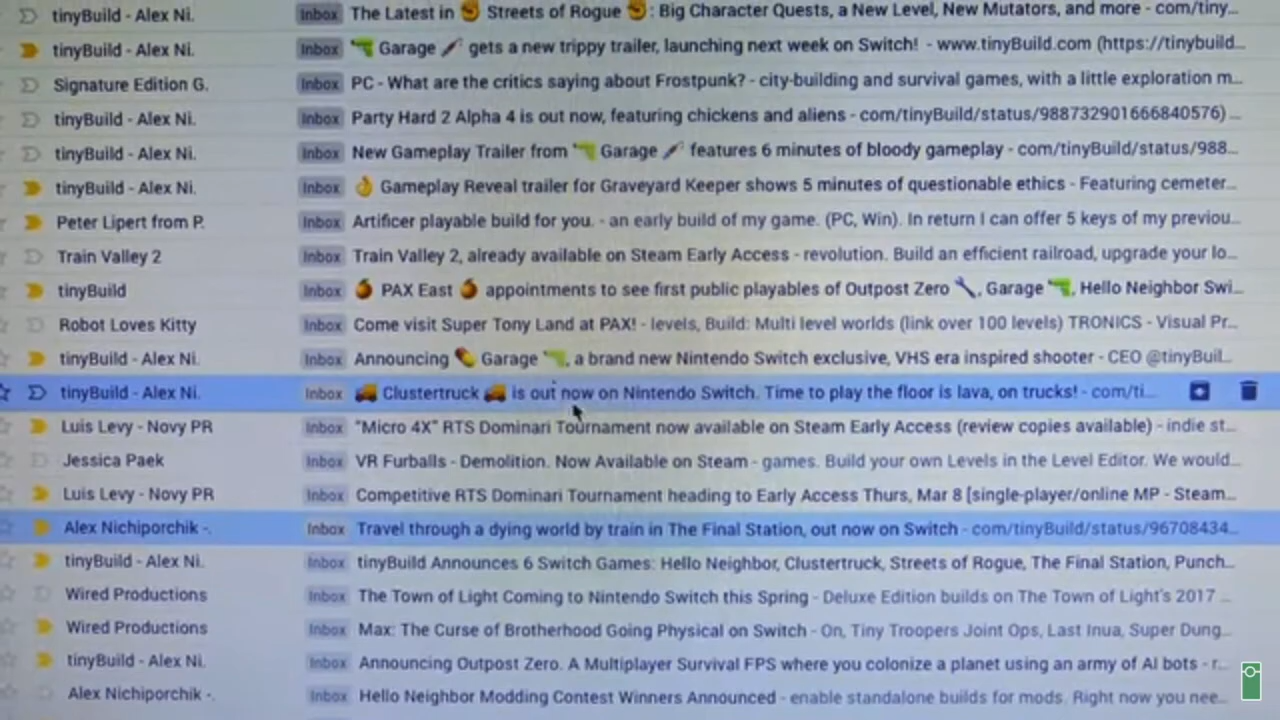 tinyBuild - Alex Ni. Inbox The Latest in ✊ Streets of Rogue ✊: Big Character Quests, a New Level, New Mutators, and more - com/tiny...
tinyBuild - Alex Ni. Inbox 🔫 Garage 🔪 gets a new trippy trailer, launching next week on Switch! - www.tinyBuild.com (https://tinybuild...
Signature Edition G. Inbox PC - What are the critics saying about Frostpunk? - city-building and survival games, with a little exploration m...
tinyBuild - Alex Ni. Inbox Party Hard 2 Alpha 4 is out now, featuring chickens and aliens - com/tinyBuild/status/988732901666840576) ...
tinyBuild - Alex Ni. Inbox New Gameplay Trailer from 🔫 Garage 🔪 features 6 minutes of bloody gameplay - com/tinyBuild/status/988...
tinyBuild - Alex Ni. Inbox 👌 Gameplay Reveal trailer for Graveyard Keeper shows 5 minutes of questionable ethics - Featuring cemeter...
Peter Lipert from P. Inbox Artificer playable build for you. - an early build of my game. (PC, Win). In return I can offer 5 keys of my previou...
Train Valley 2 Inbox Train Valley 2, already available on Steam Early Access - revolution. Build an efficient railroad, upgrade your lo...
tinyBuild Inbox 🍑 PAX East 🍑 appointments to see first public playables of Outpost Zero 🔧, Garage 🔫, Hello Neighbor Swi...
Robot Loves Kitty Inbox Come visit Super Tony Land at PAX! - levels, Build: Multi level worlds (link over 100 levels) TRONICS - Visual Pr...
tinyBuild - Alex Ni. Inbox Announcing 💊 Garage 🔫, a brand new Nintendo Switch exclusive, VHS era inspired shooter - CEO @tinyBuil...
tinyBuild - Alex Ni. Inbox 🚚 Clustertruck 🚚 is out now on Nintendo Switch. Time to play the floor is lava, on trucks! - com/ti...
Luis Levy - Novy PR Inbox "Micro 4X" RTS Dominari Tournament now available on Steam Early Access (review copies available) - indie st...
Jessica Paek Inbox VR Furballs - Demolition. Now Available on Steam - games. Build your own Levels in the Level Editor. We would...
Luis Levy - Novy PR Inbox Competitive RTS Dominari Tournament heading to Early Access Thurs, Mar 8 [single-player/online MP - Steam...
Alex Nichiporchik -. Inbox Travel through a dying world by train in The Final Station, out now on Switch - com/tinyBuild/status/96708434...
tinyBuild - Alex Ni. Inbox tinyBuild Announces 6 Switch Games: Hello Neighbor, Clustertruck, Streets of Rogue, The Final Station, Punch...
Wired Productions Inbox The Town of Light Coming to Nintendo Switch this Spring - Deluxe Edition builds on The Town of Light's 2017 ...
Wired Productions Inbox Max: The Curse of Brotherhood Going Physical on Switch - On, Tiny Troopers Joint Ops, Last Inua, Super Dung...
tinyBuild - Alex Ni. Inbox Announcing Outpost Zero. A Multiplayer Survival FPS where you colonize a planet using an army of AI bots - r...
Alex Nichiporchik -. Inbox Hello Neighbor Modding Contest Winners Announced - enable standalone builds for mods. Right now you nee...